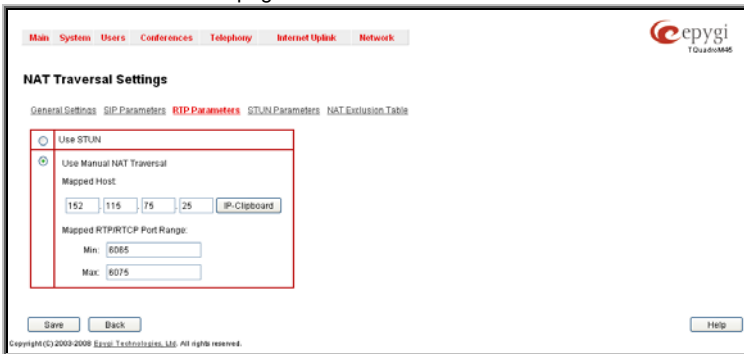 Main System Users Conferences Telephony Internet Uplink Network
epygi
TQuadroM45
NAT Traversal Settings
General Settings SIP Parameters RTP Parameters STUN Parameters NAT Exclusion Table
Use STUN
Use Manual NAT Traversal
Mapped Host:
152 . 115 . 75 . 25 IP-Clipboard
Mapped RTP/RTCP Port Range:
Min: 6065
Max: 6075
Save Back Help
Copyright (C) 2003-2008 Epygi Technologies, Ltd. All rights reserved.